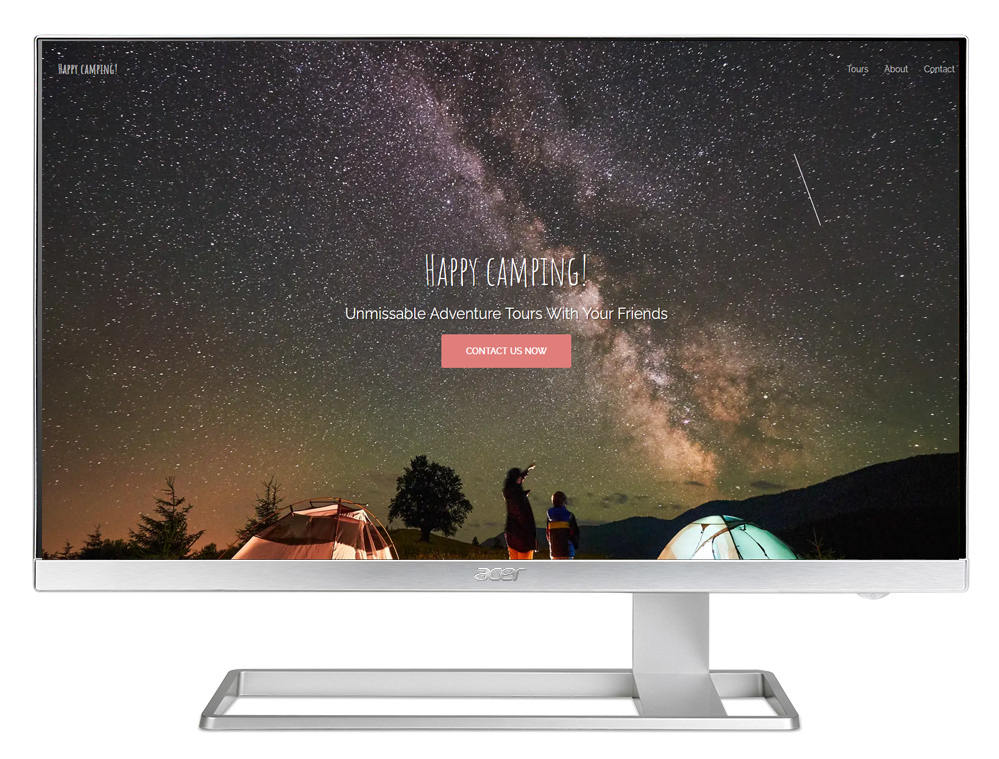 Happy camping!
Tours About Contact
Happy camping!
Unmissable Adventure Tours With Your Friends
CONTACT US NOW
acer